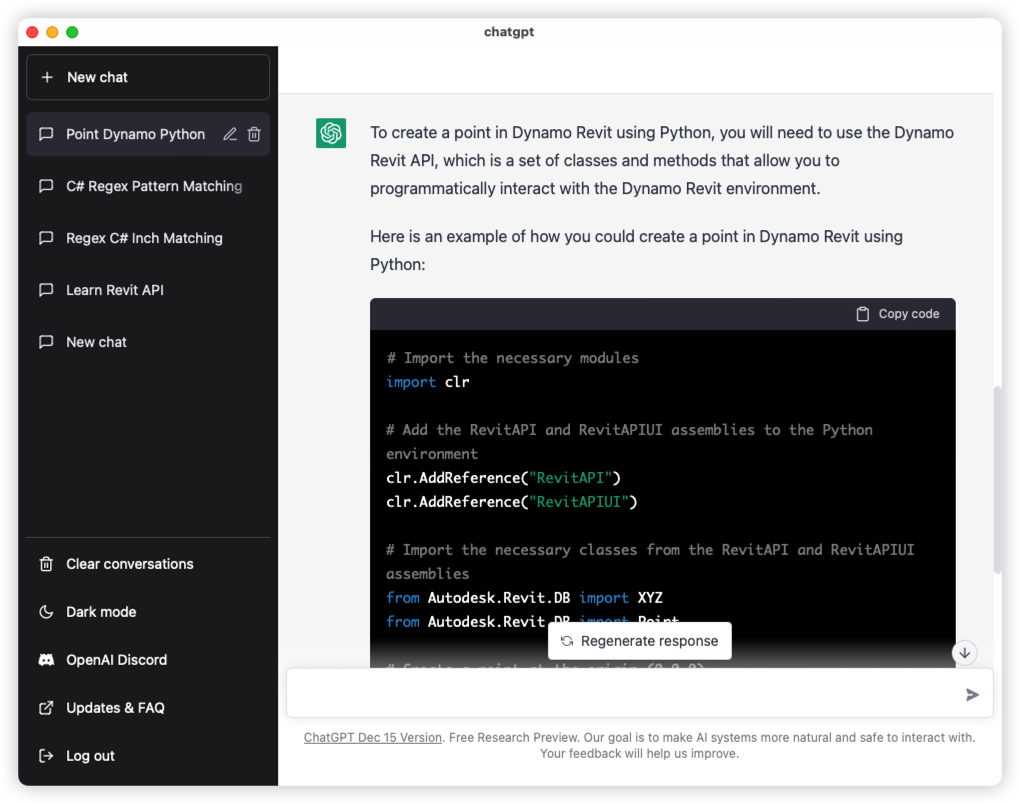 chatgpt
New chat
Point Dynamo Python
C# Regex Pattern Matching
Regex C# Inch Matching
Learn Revit API
New chat
Clear conversations
Dark mode
OpenAI Discord
Updates & FAQ
Log out
To create a point in Dynamo Revit using Python, you will need to use the Dynamo
Revit API, which is a set of classes and methods that allow you to
programmatically interact with the Dynamo Revit environment.
Here is an example of how you could create a point in Dynamo Revit using
Python:
Copy code
# Import the necessary modules
import clr
# Add the RevitAPI and RevitAPIUI assemblies to the Python
environment
clr.AddReference("RevitAPI")
clr.AddReference("RevitAPIUI")
# Import the necessary classes from the RevitAPI and RevitAPIUI
assemblies
from Autodesk.Revit.DB import XYZ
from Autodesk.Revit.DB import Point
# Create a point at the origin (0,0,0)
Regenerate response
ChatGPT Dec 15 Version. Free Research Preview. Our goal is to make AI systems more natural and safe to interact with.
Your feedback will help us improve.